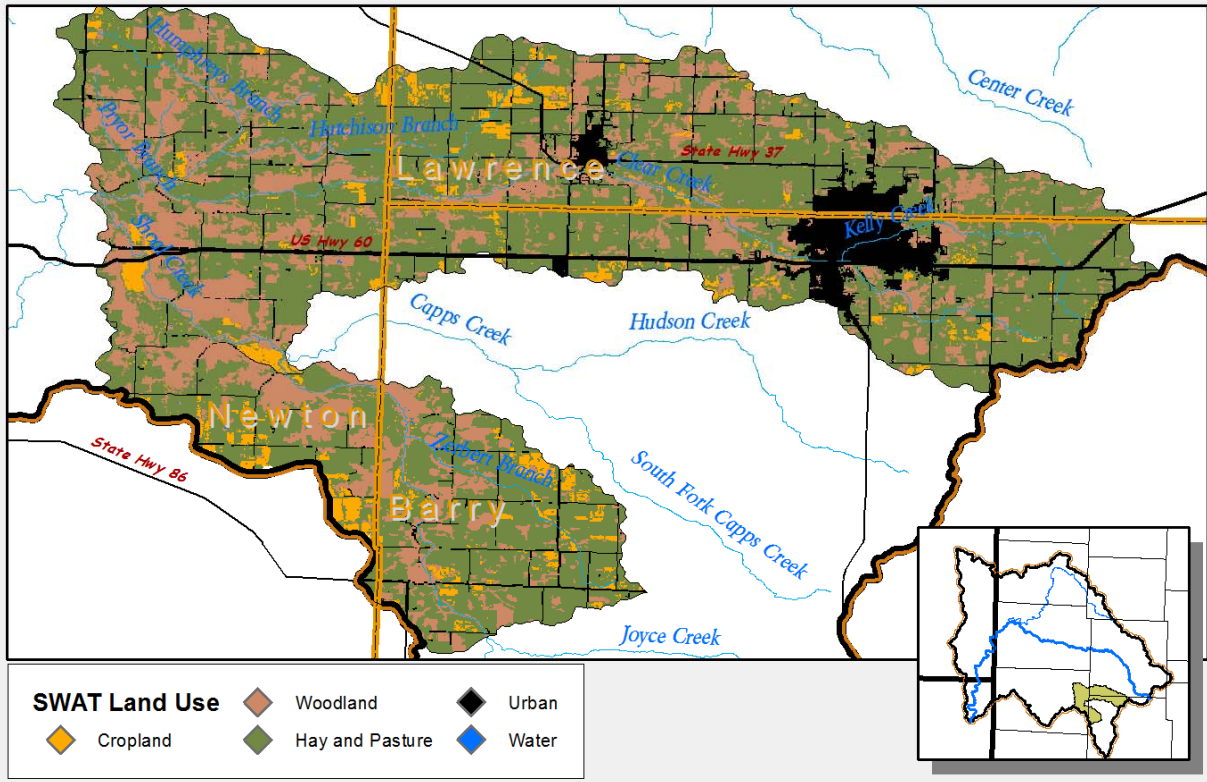 Humphreys Branch
Center Creek
Pryor Branch
Hutchison Branch
State Hwy 37
Lawrence
Clear Creek
Kelly Creek
Shoal Creek
US Hwy 60
Capps Creek
Hudson Creek
Newton
State Hwy 86
Zerbert Branch
South Fork Capps Creek
Barry
Joyce Creek
SWAT Land Use
Woodland
Urban
Cropland
Hay and Pasture
Water